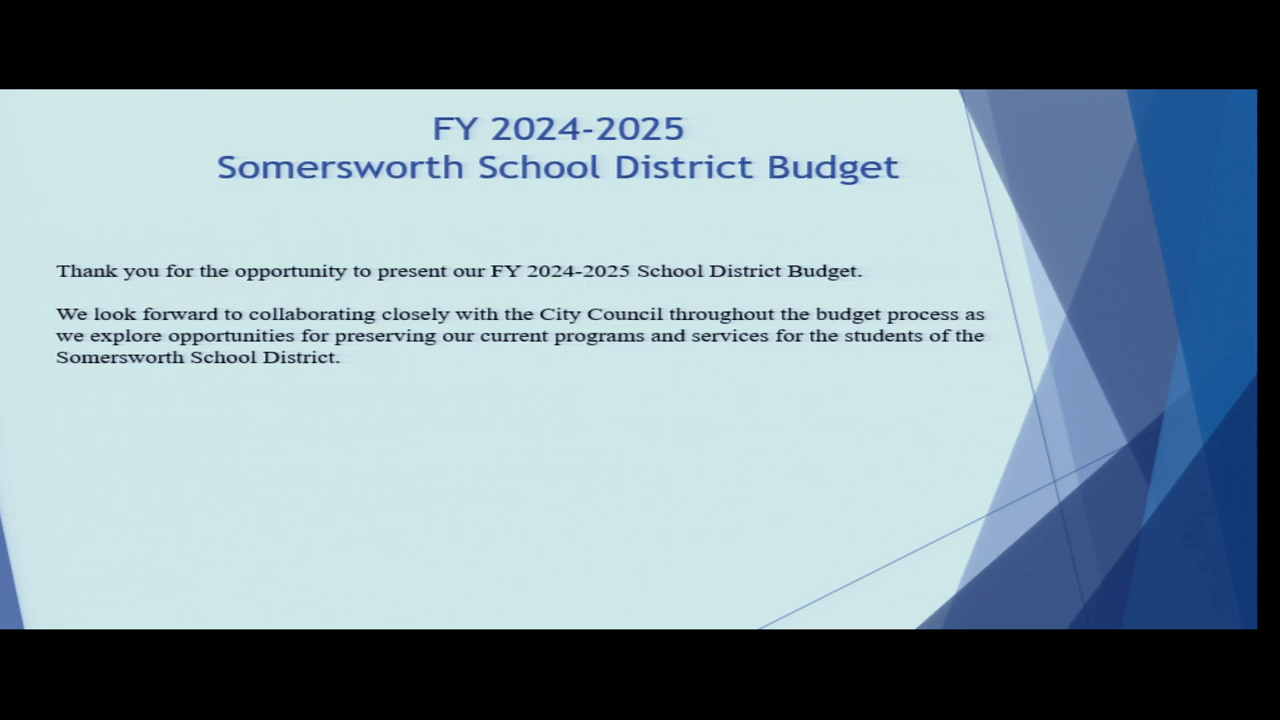 FY 2024-2025
Somersworth School District Budget
Thank you for the opportunity to present our FY 2024-2025 School District Budget.
We look forward to collaborating closely with the City Council throughout the budget process as
we explore opportunities for preserving our current programs and services for the students of the
Somersworth School District.